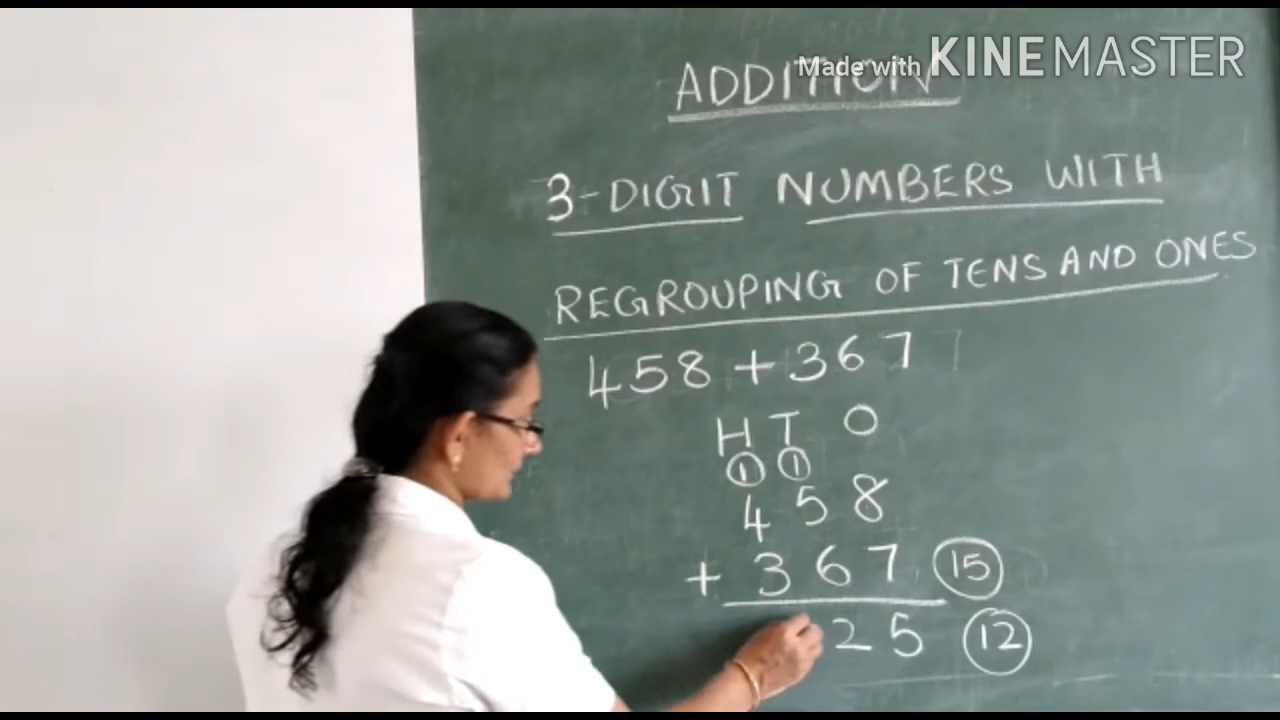 Made with KINEMASTER
ADDITION
3-DIGIT NUMBERS WITH
REGROUPING OF TENS AND ONES
458 + 367
H T O
1 1
4 5 8
+ 3 6 7 15
2 5 12